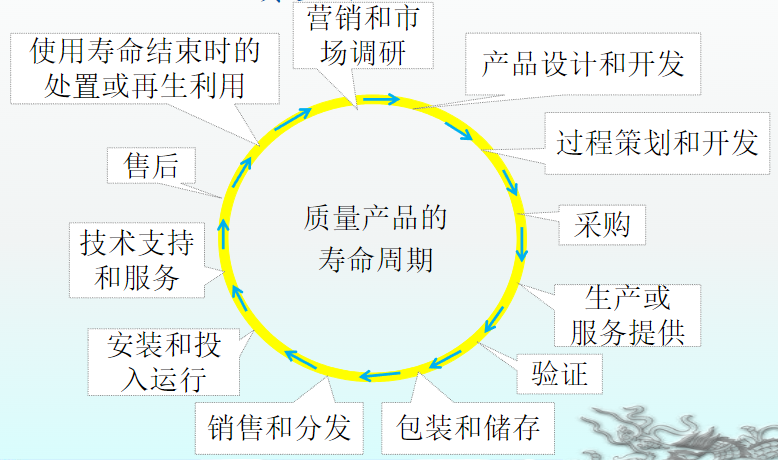 营销和市
场调研
产品设计和开发
过程策划和开发
采购
生产或
服务提供
验证
包装和储存
销售和分发
安装和投
入运行
技术支持
和服务
售后
使用寿命结束时的
处置或再生利用
质量产品的
寿命周期